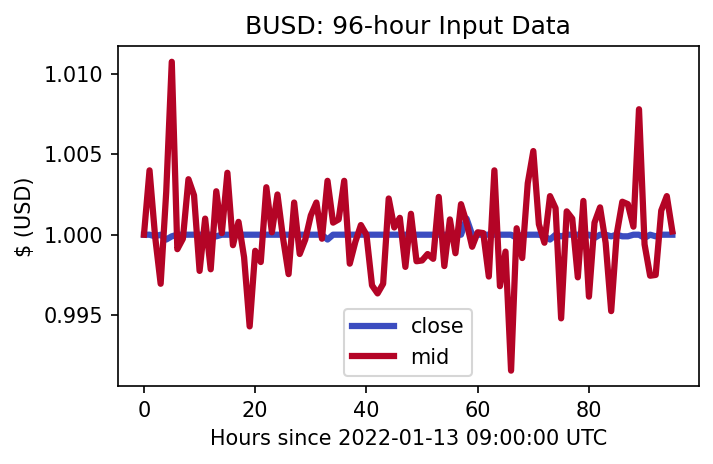 BUSD: 96-hour Input Data
$ (USD)
1.010
1.005
1.000
0.995
close
mid
0 20 40 60 80
Hours since 2022-01-13 09:00:00 UTC